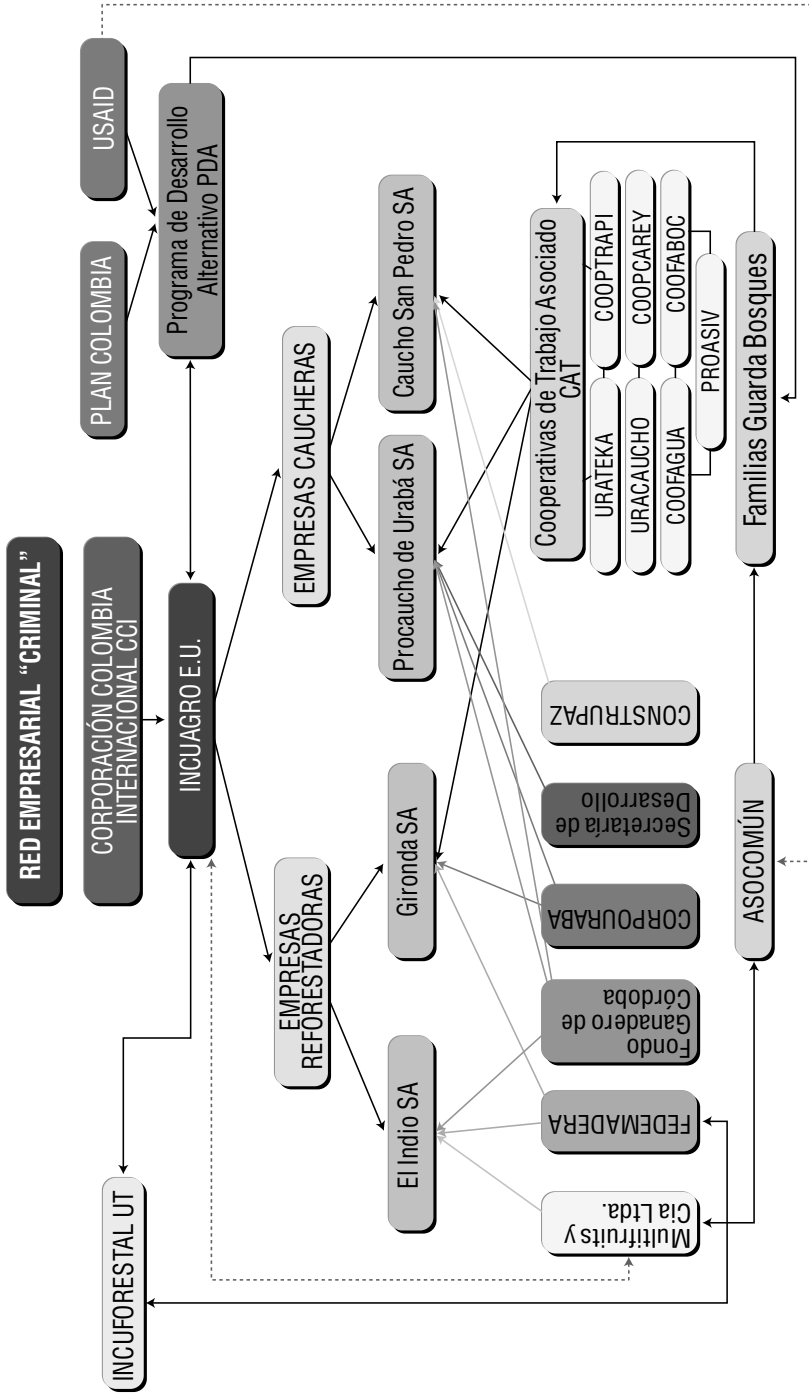 RED EMPRESARIAL “CRIMINAL”
CORPORACIÓN COLOMBIA
INTERNACIONAL CCI
PLAN COLOMBIA
USAID
INCUFORESTAL UT
INCUAGRO E.U.
Programa de Desarrollo
Alternativo PDA
EMPRESAS
REFORESTADORAS
EMPRESAS CAUCHERAS
El Indio SA
Gironda SA
Procaucho de Urabá SA
Caucho San Pedro SA
Multifruits y
Cia Ltda.
FEDEMADERA
Fondo
Ganadero de
Córdoba
CORPOURABA
Secretaría de
Desarrollo
CONSTRUPAZ
Cooperativas de Trabajo Asociado
CAT
URATEKA
COOPTRAPI
URACAUCHO
COOPCAREY
COOFAGUA
COOFABOC
PROASIV
ASOCOMÚN
Familias Guarda Bosques